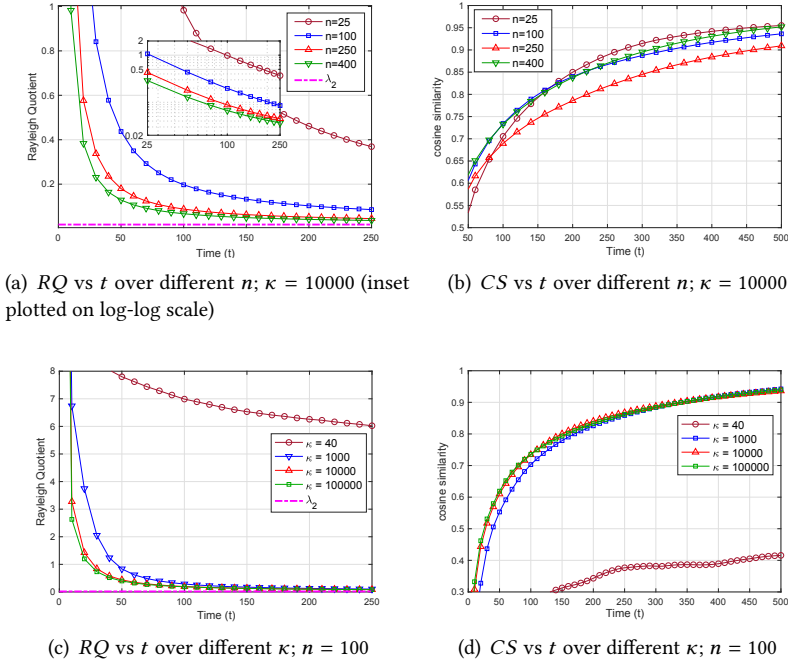 1
0.8
0.6
0.4
0.2
0
50
100
150
200
250
Rayleigh Quotient
Time (t)
2
1
0.5
0.02
25
100
250
n=25
n=100
n=250
n=400
λ2
(a) RQ vs t over different n; κ = 10000 (inset
plotted on log-log scale)
1
0.95
0.9
0.85
0.8
0.75
0.7
0.65
0.6
0.55
0.5
50
100
150
200
250
300
350
400
450
500
cosine similarity
Time (t)
n=25
n=100
n=250
n=400
(b) CS vs t over different n; κ = 10000
8
7
6
5
4
3
2
1
0
0
50
100
150
200
250
Rayleigh Quotient
Time (t)
κ = 40
κ = 1000
κ = 10000
κ = 100000
λ2
(c) RQ vs t over different κ; n = 100
1
0.9
0.8
0.7
0.6
0.5
0.4
0.3
0
50
100
150
200
250
300
350
400
450
500
cosine similarity
Time (t)
κ = 40
κ = 1000
κ = 10000
κ = 100000
(d) CS vs t over different κ; n = 100